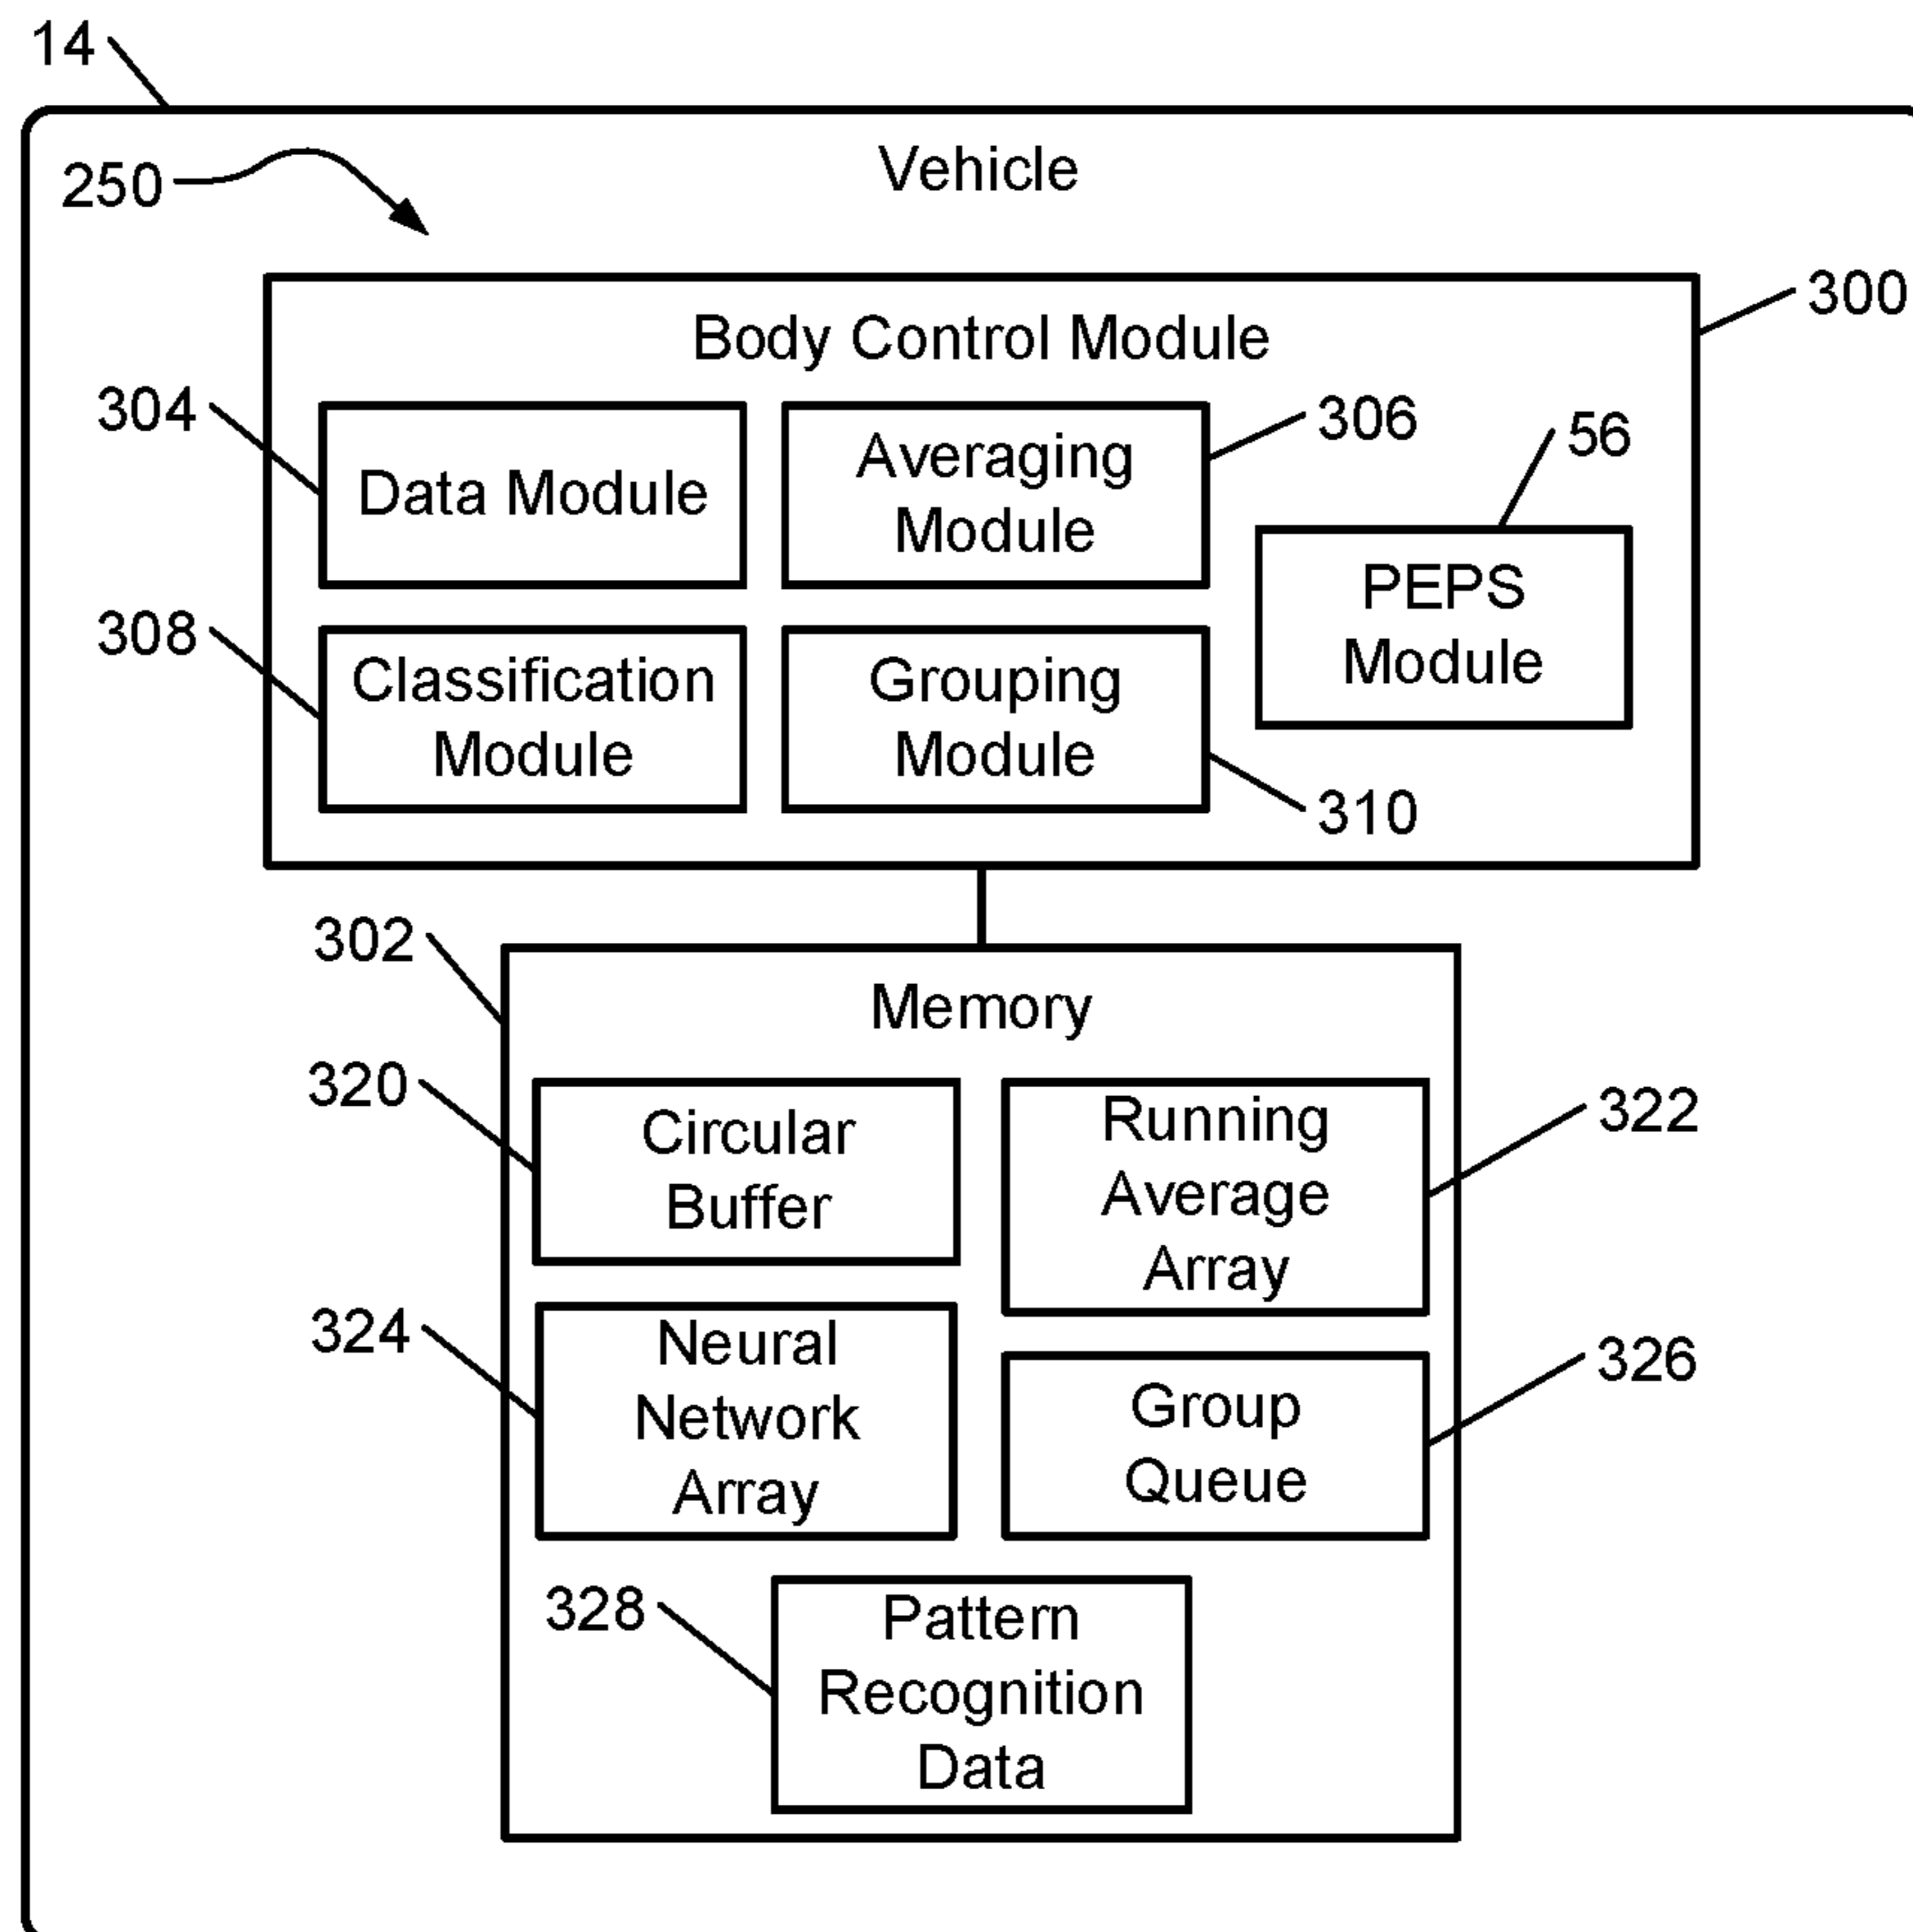 14
Vehicle
250
300
Body Control Module
304
306
56
Data Module
Averaging
Module
PEPS
Module
308
Classification
Module
Grouping
Module
310
302
Memory
320
Circular
Buffer
Running
Average
Array
322
324
Neural
Network
Array
326
Group
Queue
328
Pattern
Recognition
Data